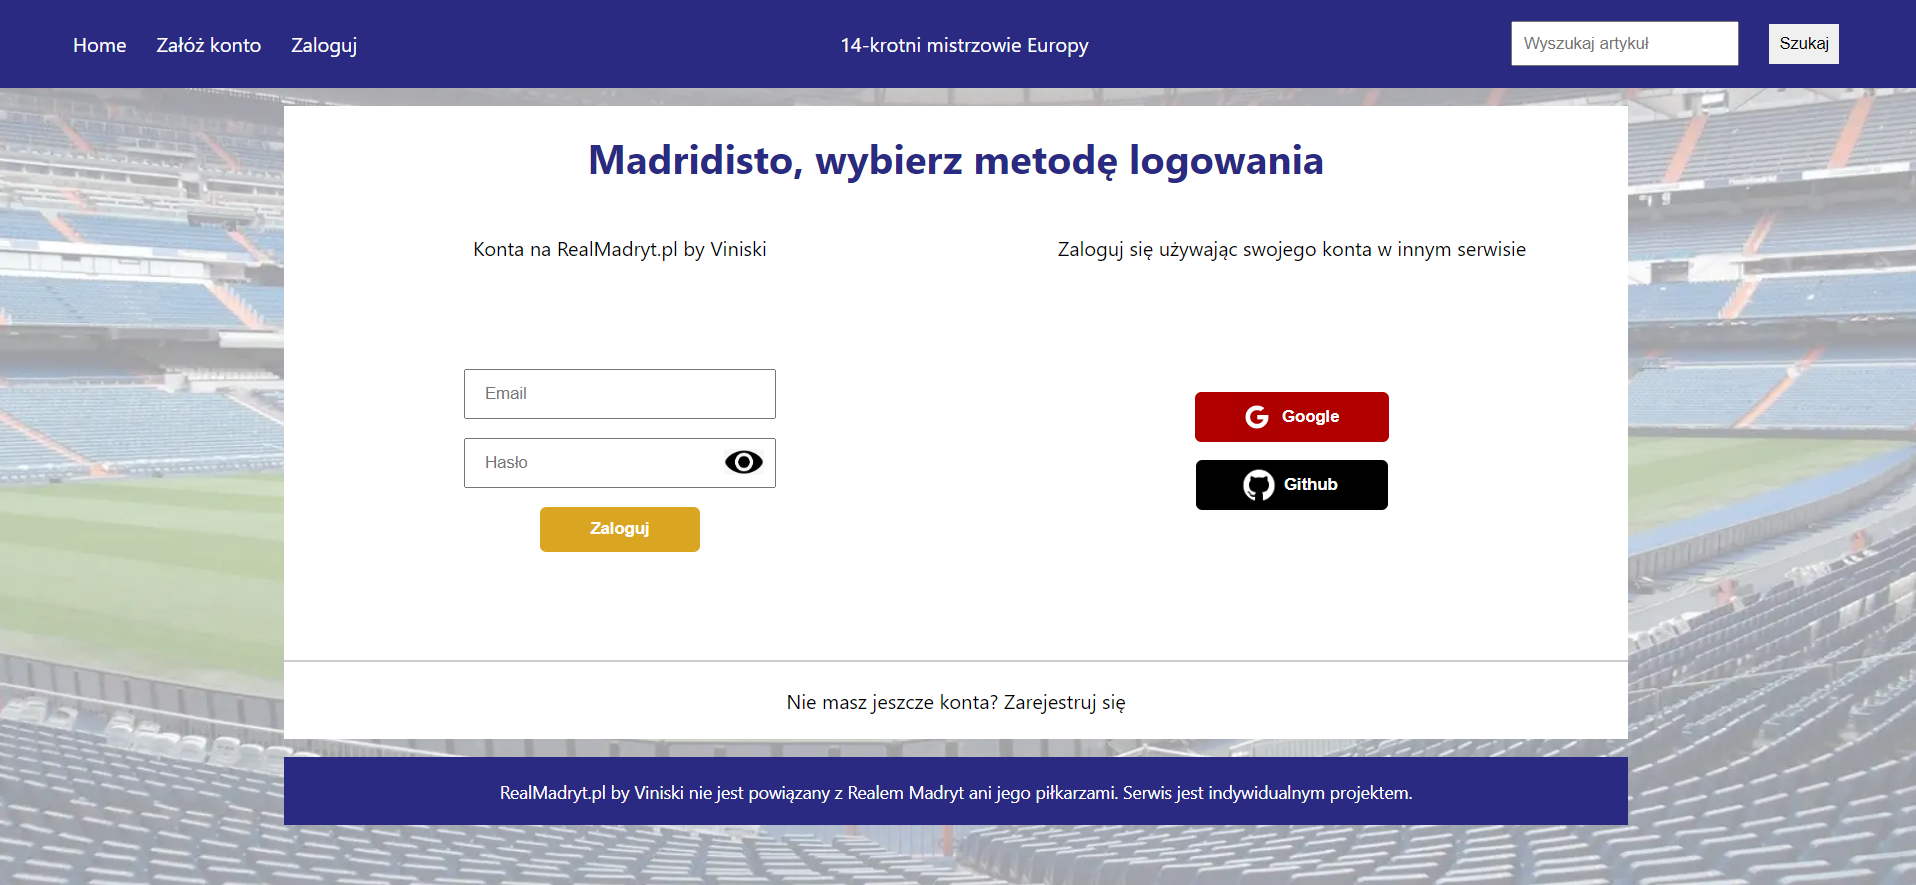 Home Załóż konto Zaloguj 14-krotni mistrzowie Europy Wyszukaj artykuł Szukaj
Madridisto, wybierz metodę logowania
Konta na RealMadryt.pl by Viniski
Zaloguj się używając swojego konta w innym serwisie
Email
Hasło
Zaloguj
Google
Github
Nie masz jeszcze konta? Zarejestruj się
RealMadryt.pl by Viniski nie jest powiązany z Realem Madryt ani jego piłkarzami. Serwis jest indywidualnym projektem.